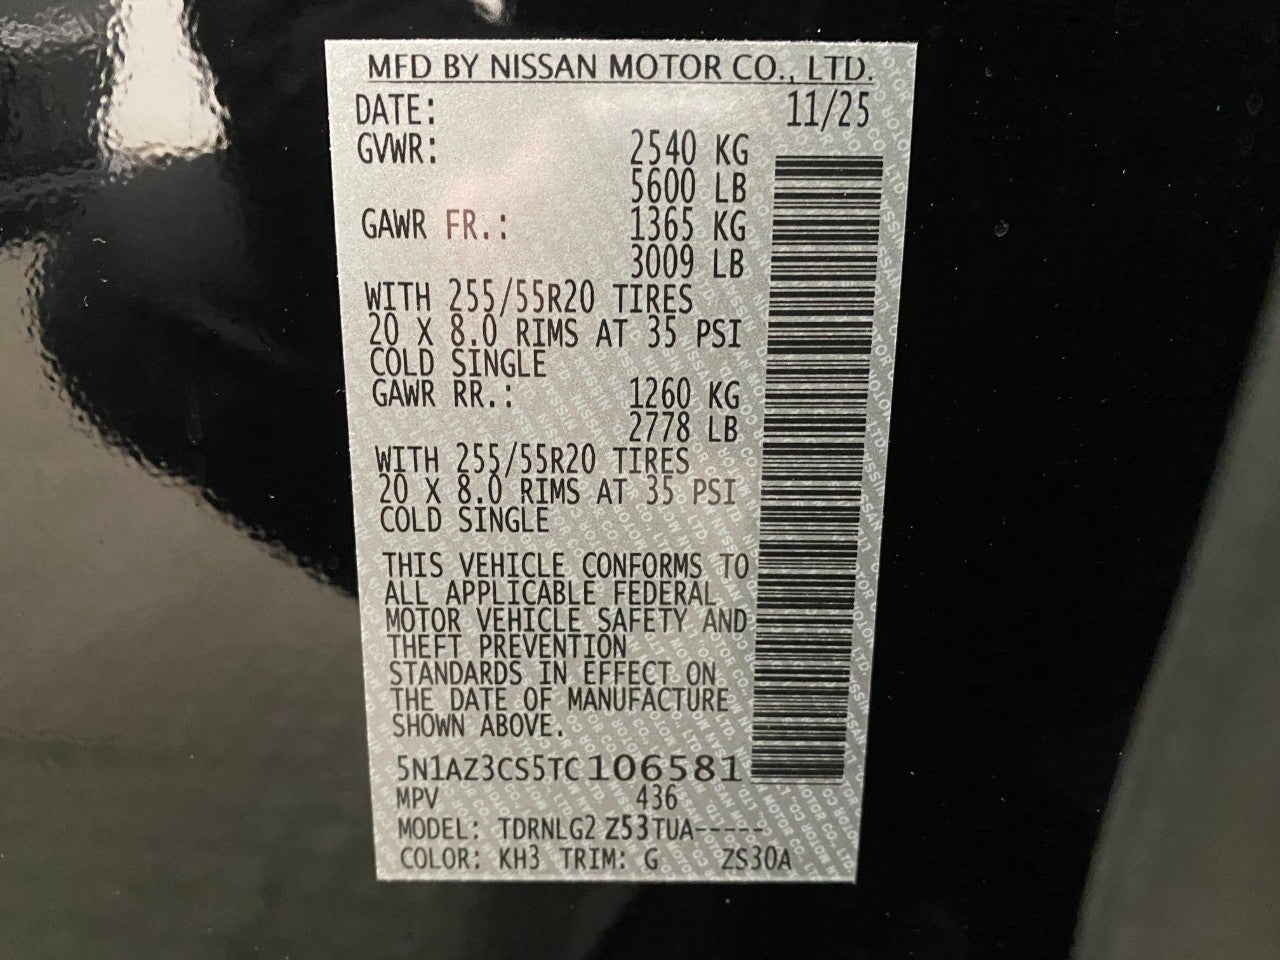 MFD BY NISSAN MOTOR CO., LTD.
DATE: 11/25
GVWR: 2540 KG
5600 LB
GAWR FR.: 1365 KG
3009 LB
WITH 255/55R20 TIRES
20 X 8.0 RIMS AT 35 PSI
COLD SINGLE
GAWR RR.: 1260 KG
2778 LB
WITH 255/55R20 TIRES
20 X 8.0 RIMS AT 35 PSI
COLD SINGLE
THIS VEHICLE CONFORMS TO
ALL APPLICABLE FEDERAL
MOTOR VEHICLE SAFETY AND
THEFT PREVENTION
STANDARDS IN EFFECT ON
THE DATE OF MANUFACTURE
SHOWN ABOVE.
5N1AZ3CS5TC106581
MPV 436
MODEL: TDRNLG2 Z53TUA-----
COLOR: KH3 TRIM: G ZS30A